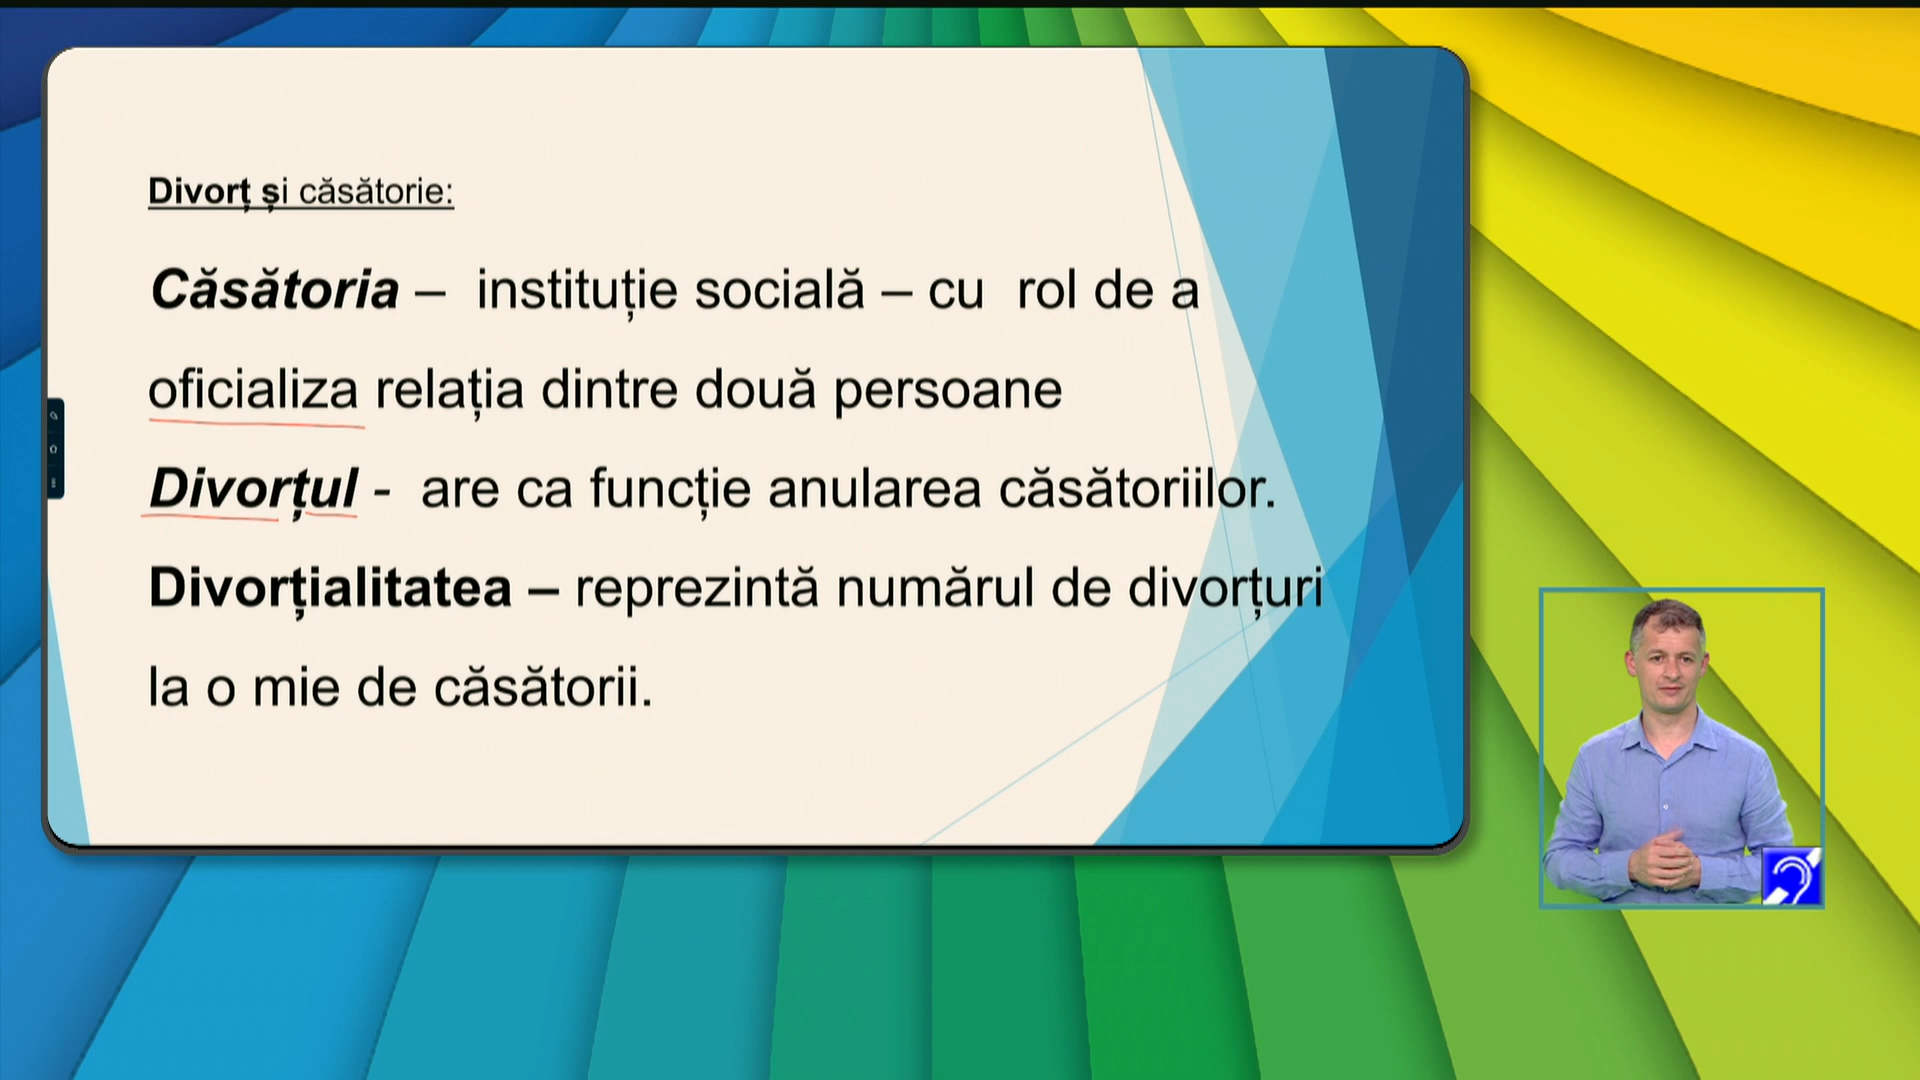 Divorț și căsătorie:
Căsătoria – instituție socială – cu rol de a
oficializa relația dintre două persoane
Divorțul - are ca funcție anularea căsătoriilor.
Divorțialitatea – reprezintă numărul de divorțuri
la o mie de căsătorii.